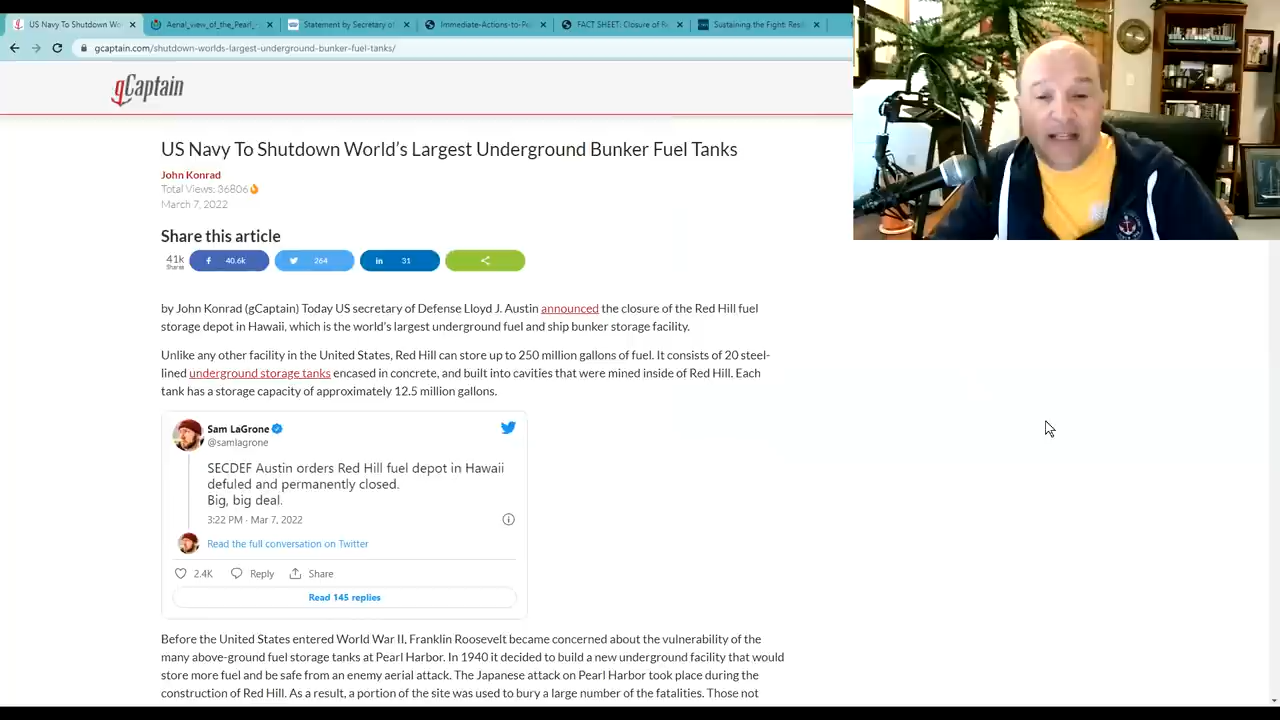 US Navy To Shutdown Wo
Aerial_view_of_the_Pearl_
Statement by Secretary of
Immediate-Actions-to-P
FACT SHEET: Closure of R
Sustaining the Fight: Resi
gcaptain.com/shutdown-worlds-largest-underground-bunker-fuel-tanks/
gCaptain
US Navy To Shutdown World's Largest Underground Bunker Fuel Tanks
John Konrad
Total Views: 36806
March 7, 2022
Share this article
41k
Shares
40.6k
264
31
by John Konrad (gCaptain) Today US secretary of Defense Lloyd J. Austin announced the closure of the Red Hill fuel
storage depot in Hawaii, which is the world's largest underground fuel and ship bunker storage facility.
Unlike any other facility in the United States, Red Hill can store up to 250 million gallons of fuel. It consists of 20 steel-
lined underground storage tanks encased in concrete, and built into cavities that were mined inside of Red Hill. Each
tank has a storage capacity of approximately 12.5 million gallons.
Sam LaGrone
@samlagrone
SECDEF Austin orders Red Hill fuel depot in Hawaii
defuled and permanently closed.
Big, big deal.
3:22 PM · Mar 7, 2022
Read the full conversation on Twitter
2.4K Reply Share
Read 145 replies
Before the United States entered World War II, Franklin Roosevelt became concerned about the vulnerability of the
many above-ground fuel storage tanks at Pearl Harbor. In 1940 it decided to build a new underground facility that would
store more fuel and be safe from an enemy aerial attack. The Japanese attack on Pearl Harbor took place during the
construction of Red Hill. As a result, a portion of the site was used to bury a large number of the fatalities. Those not